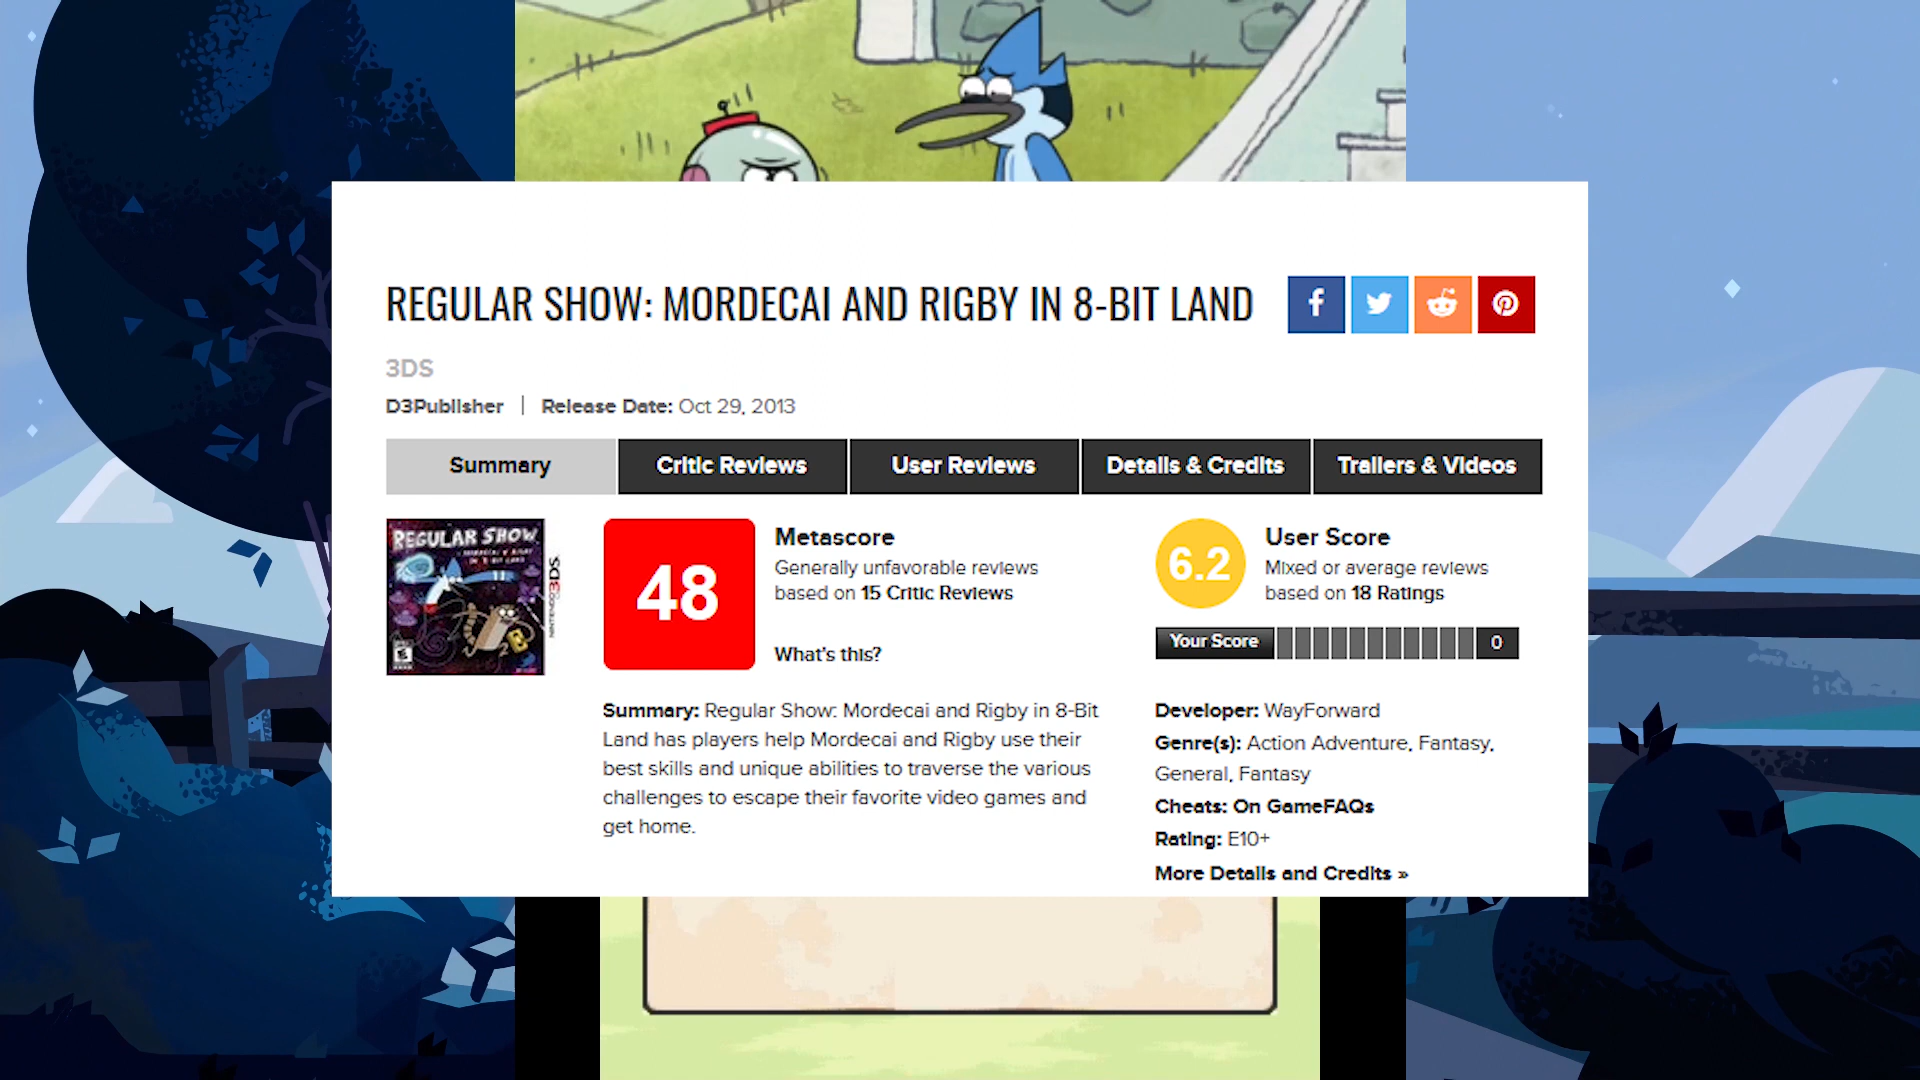 REGULAR SHOW: MORDECAI AND RIGBY IN 8-BIT LAND
3DS
D3Publisher | Release Date: Oct 29, 2013
Summary
Critic Reviews
User Reviews
Details & Credits
Trailers & Videos
REGULAR SHOW
NINTENDO 3DS
48
Metascore
Generally unfavorable reviews
based on 15 Critic Reviews
What's this?
6.2
User Score
Mixed or average reviews
based on 18 Ratings
Your Score
0
Summary: Regular Show: Mordecai and Rigby in 8-Bit
Land has players help Mordecai and Rigby use their
best skills and unique abilities to traverse the various
challenges to escape their favorite video games and
get home.
Developer: WayForward
Genre(s): Action Adventure, Fantasy,
General, Fantasy
Cheats: On GameFAQs
Rating: E10+
More Details and Credits »